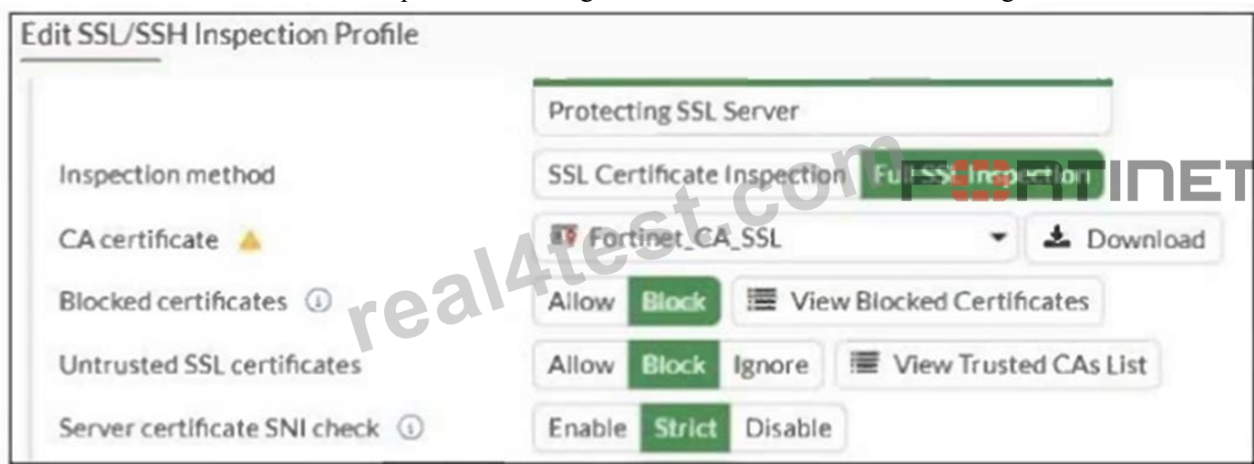 Edit SSL/SSH Inspection Profile
Protecting SSL Server
Inspection method SSL Certificate Inspection Full SSL Inspection
FORTINET
CA certificate Fortinet_CA_SSL Download
real4test.com
Blocked certificates Allow Block View Blocked Certificates
Untrusted SSL certificates Allow Block Ignore View Trusted CAs List
Server certificate SNI check Enable Strict Disable